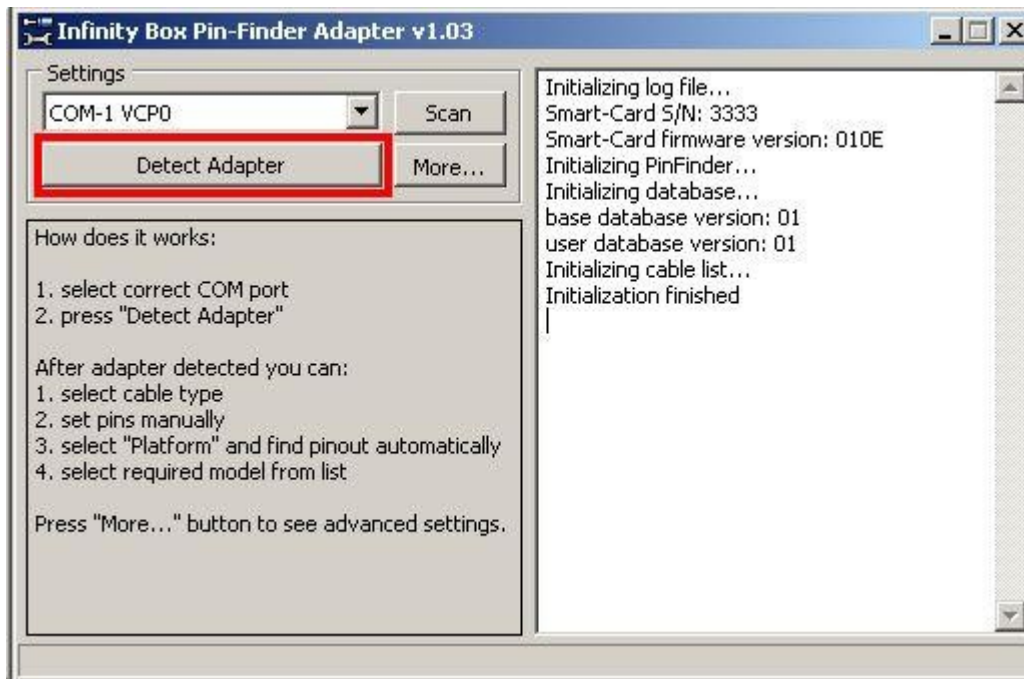 Infinity Box Pin-Finder Adapter v1.03
Settings
COM-1 VCP0
Scan
Detect Adapter
More...
How does it works:
1. select correct COM port
2. press "Detect Adapter"
After adapter detected you can:
1. select cable type
2. set pins manually
3. select "Platform" and find pinout automatically
4. select required model from list
Press "More..." button to see advanced settings.
Initializing log file...
Smart-Card S/N: 3333
Smart-Card firmware version: 010E
Initializing PinFinder...
Initializing database...
base database version: 01
user database version: 01
Initializing cable list...
Initialization finished